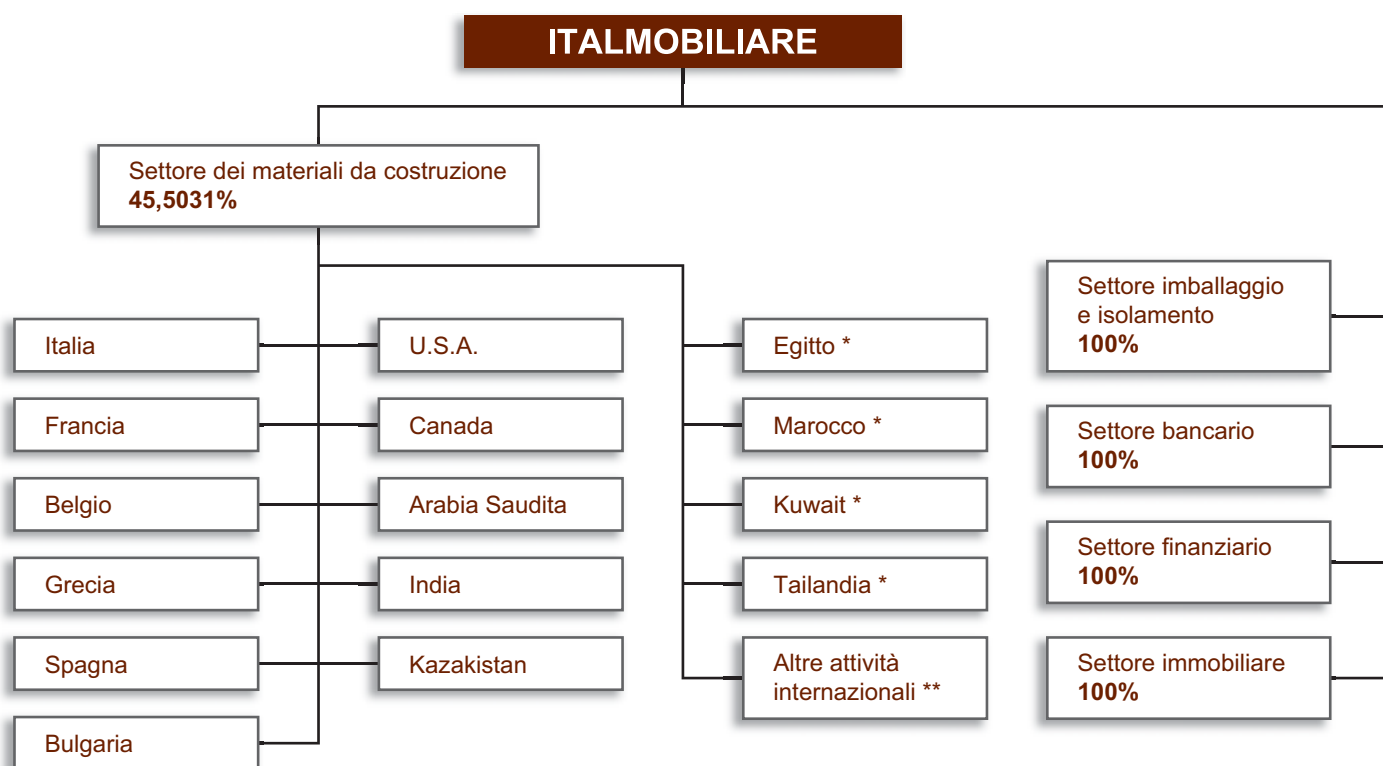 ITALMOBILIARE
Settore dei materiali da costruzione
45,5031%
Italia
Francia
Belgio
Grecia
Spagna
Bulgaria
U.S.A.
Canada
Arabia Saudita
India
Kazakistan
Egitto *
Marocco *
Kuwait *
Tailandia *
Altre attività
internazionali **
Settore imballaggio
e isolamento
100%
Settore bancario
100%
Settore finanziario
100%
Settore immobiliare
100%